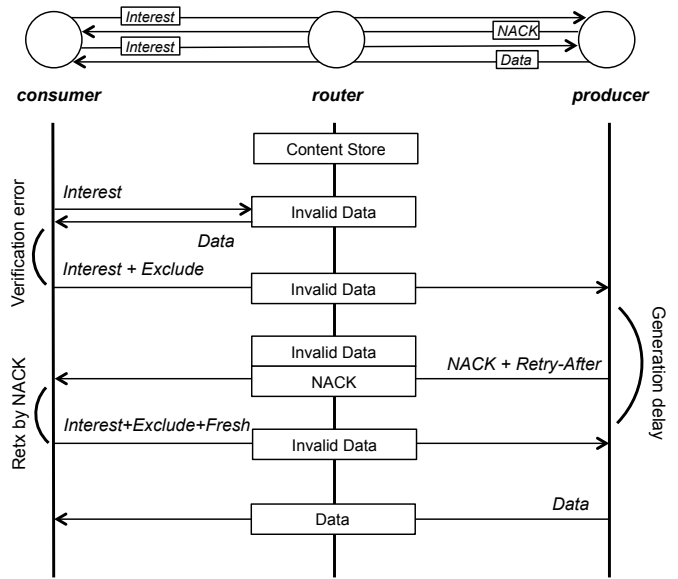 Interest
NACK
Interest
Data
consumer
router
producer
Content Store
Interest
Invalid Data
Data
Verification error
Interest + Exclude
Invalid Data
Invalid Data
NACK + Retry-After
NACK
Generation delay
Retx by NACK
Interest+Exclude+Fresh
Invalid Data
Data
Data